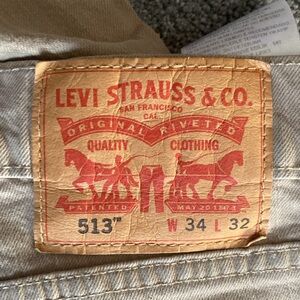 LEVI STRAUSS & CO.
SAN FRANCISCO
CAL.
ORIGINAL RIVETED
QUALITY CLOTHING
PATENTED MAY 20 1873
513™ W 34 L 32